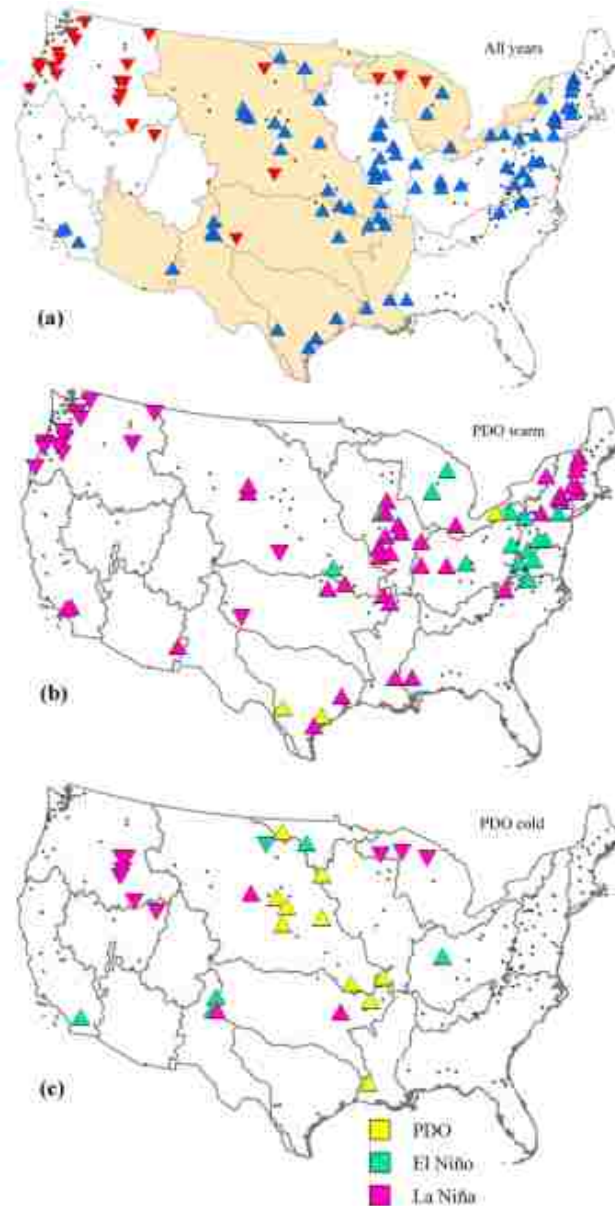 All years
(a)
PDO warm
(b)
PDO cold
(c)
PDO
El Niño
La Niña